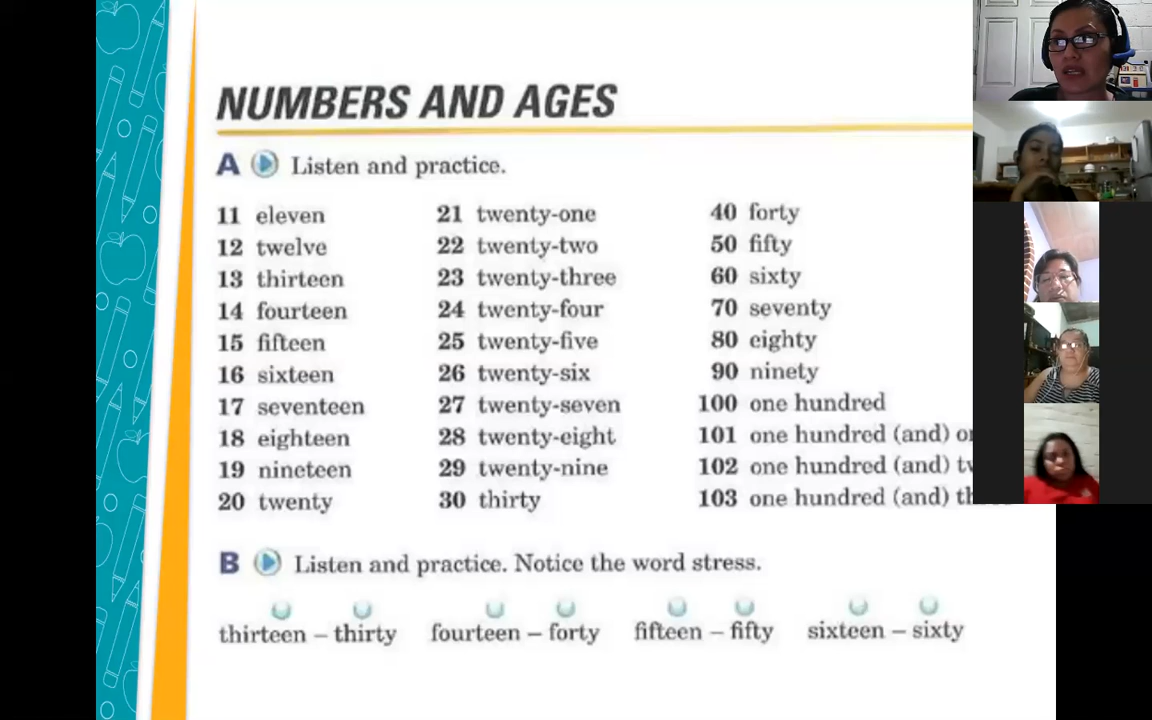 NUMBERS AND AGES
A Listen and practice.
11 eleven
12 twelve
13 thirteen
14 fourteen
15 fifteen
16 sixteen
17 seventeen
18 eighteen
19 nineteen
20 twenty
21 twenty-one
22 twenty-two
23 twenty-three
24 twenty-four
25 twenty-five
26 twenty-six
27 twenty-seven
28 twenty-eight
29 twenty-nine
30 thirty
40 forty
50 fifty
60 sixty
70 seventy
80 eighty
90 ninety
100 one hundred
101 one hundred (and)
102 one hundred (and)
103 one hundred (and)
B Listen and practice. Notice the word stress.
thirteen – thirty fourteen – forty fifteen – fifty sixteen – sixty